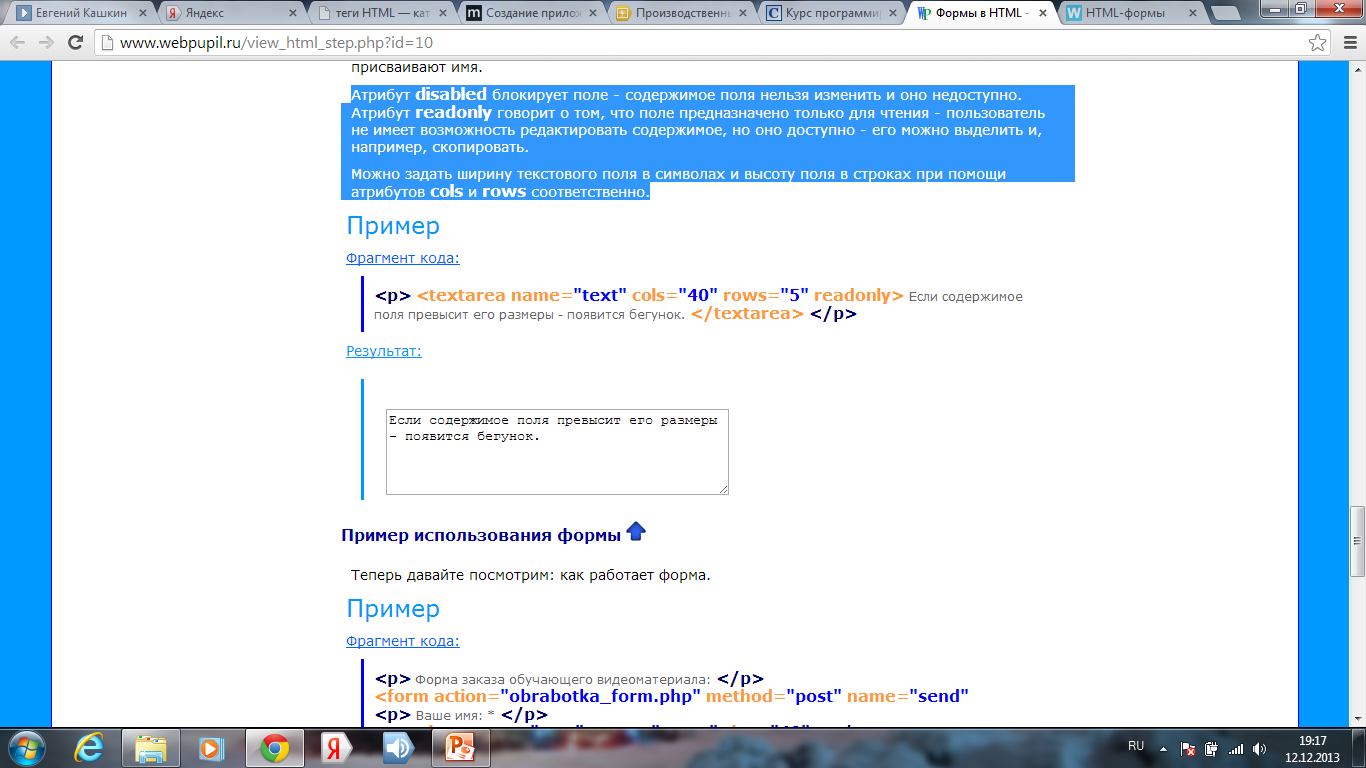 Евгений Кашкин
Яндекс
теги HTML — кат
Создание прилож
Производственны
Курс программир
Формы в HTML -
HTML-формы
www.webpupil.ru/view_html_step.php?id=10
присваивают имя.
Атрибут disabled блокирует поле - содержимое поля нельзя изменить и оно недоступно.
Атрибут readonly говорит о том, что поле предназначено только для чтения - пользователь
не имеет возможность редактировать содержимое, но оно доступно - его можно выделить и,
например, скопировать.
Можно задать ширину текстового поля в символах и высоту поля в строках при помощи
атрибутов cols и rows соответственно.
Пример
Фрагмент кода:
<p> <textarea name="text" cols="40" rows="5" readonly> Если содержимое
поля превысит его размеры - появится бегунок. </textarea> </p>
Результат:
Если содержимое поля превысит его размеры
- появится бегунок.
Пример использования формы
Теперь давайте посмотрим: как работает форма.
Пример
Фрагмент кода:
<p> Форма заказа обучающего видеоматериала: </p>
<form action="obrabotka_form.php" method="post" name="send"
<p> Ваше имя: * </p>
RU
19:17
12.12.2013